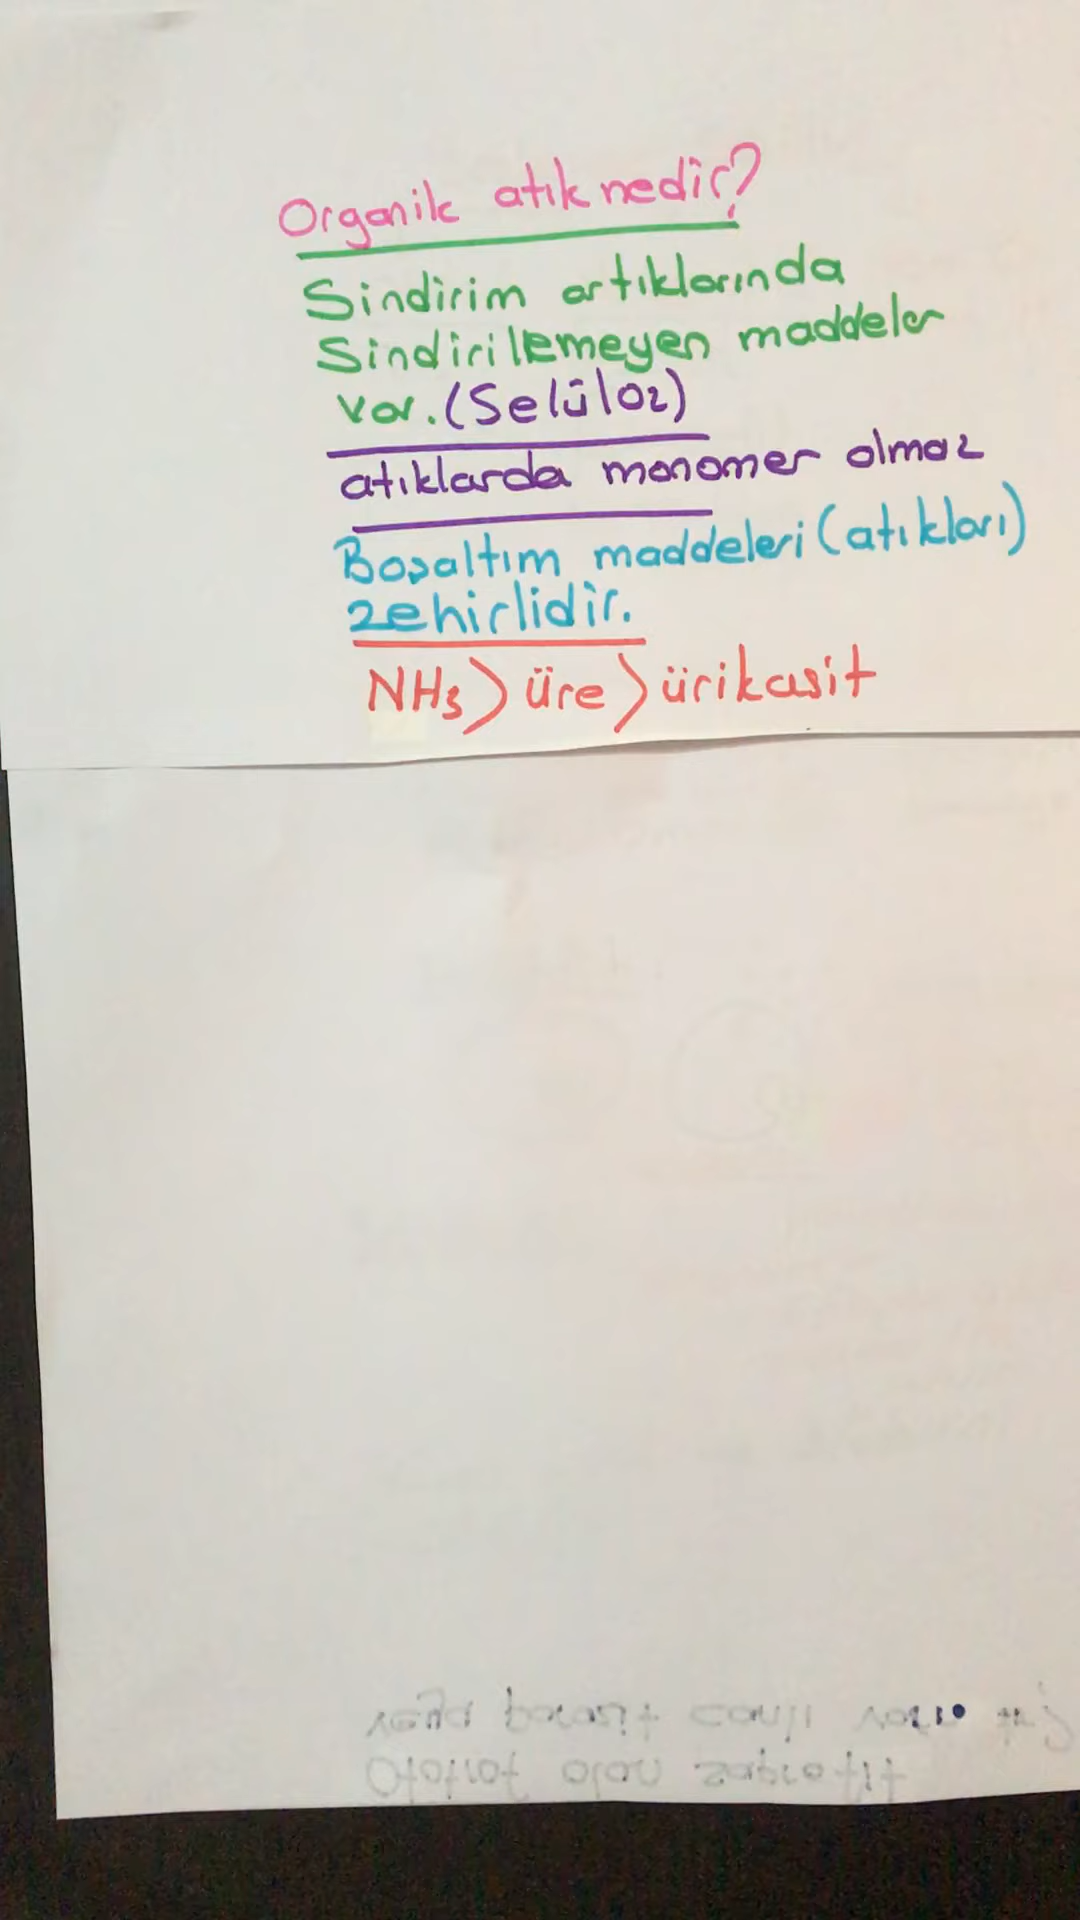 Organik atık nedir?
Sindirim artıklarında
Sindirilemeyen maddeler
var. (Selüloz)
atıklarda monomer olmaz
Boşaltım maddeleri (atıkları)
zehirlidir.
NH3 > üre > ürikasit